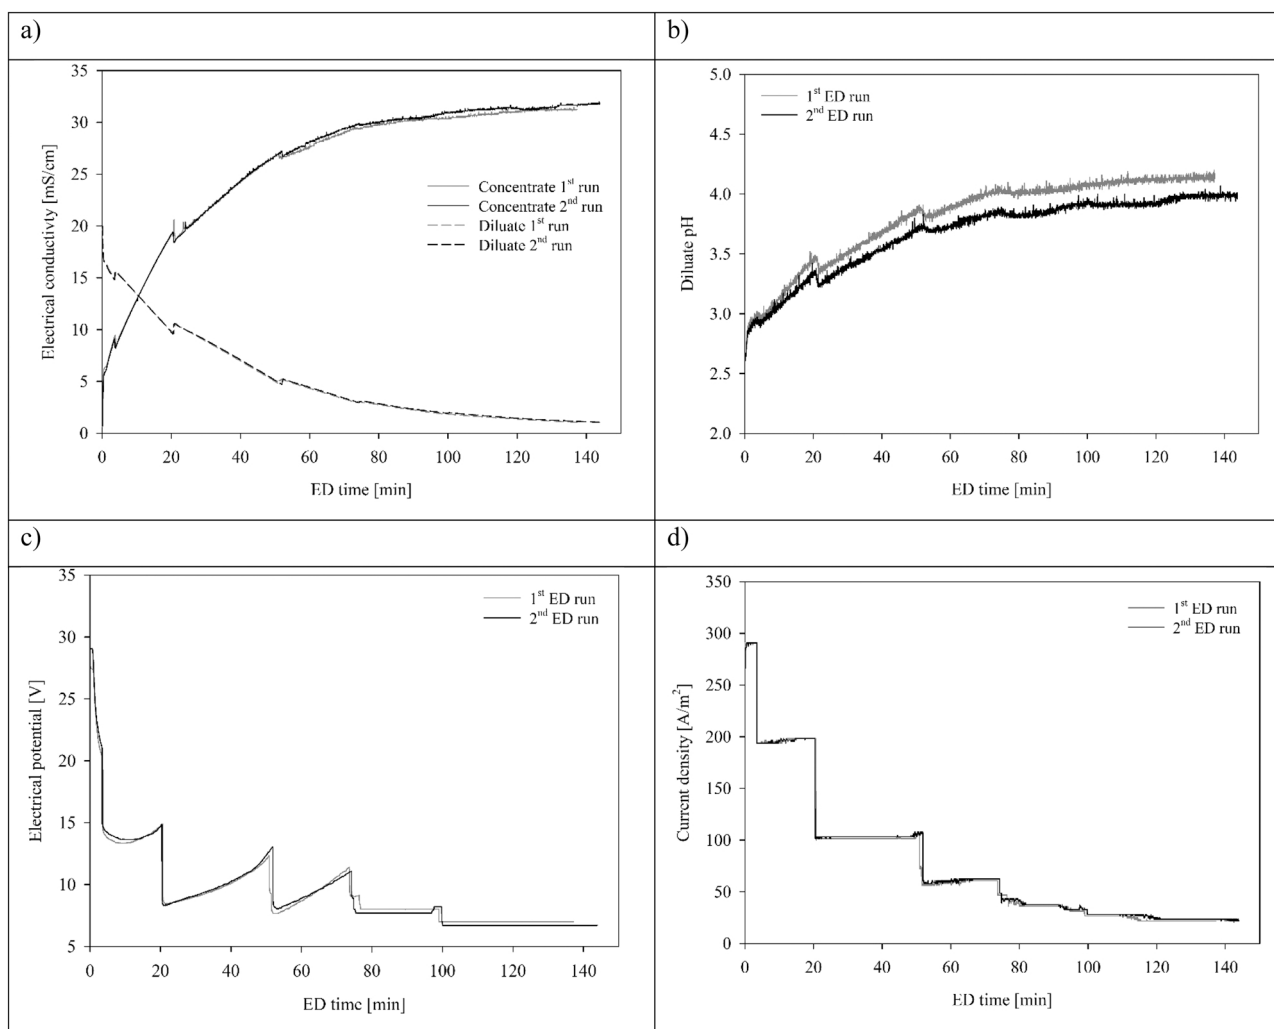 a)
b)
35
30
25
20
15
10
5
0
Electrical conductivty [mS/cm]
Concentrate 1st run
Concentrate 2nd run
Diluate 1st run
Diluate 2nd run
0 20 40 60 80 100 120 140
ED time [min]
5.0
4.5
4.0
3.5
3.0
2.5
2.0
Diluate pH
1st ED run
2nd ED run
0 20 40 60 80 100 120 140
ED time [min]
c)
d)
35
30
25
20
15
10
5
Electrical potential [V]
1st ED run
2nd ED run
0 20 40 60 80 100 120 140
ED time [min]
350
300
250
200
150
100
50
0
Current density [A/m2]
1st ED run
2nd ED run
0 20 40 60 80 100 120 140
ED time [min]